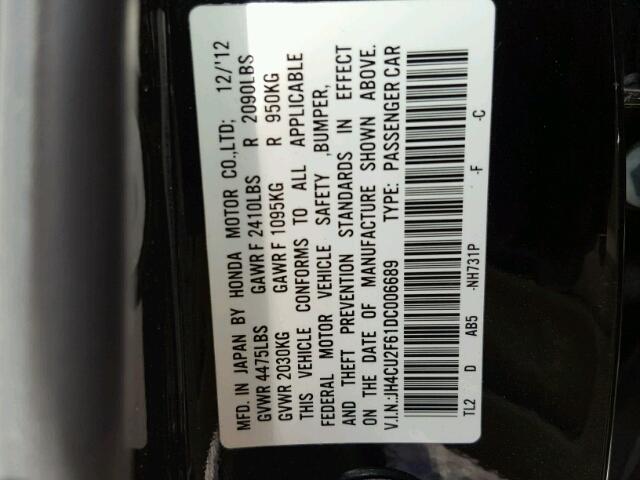 MFD. IN JAPAN BY HONDA MOTOR CO.,LTD; 12/'12
GVWR 4475LBS GAWR F 2410LBS R 2090LBS
GVWR 2030KG GAWR F 1095KG R 950KG
THIS VEHICLE CONFORMS TO ALL APPLICABLE
FEDERAL MOTOR VEHICLE SAFETY ,BUMPER,
AND THEFT PREVENTION STANDARDS IN EFFECT
ON THE DATE OF MANUFACTURE SHOWN ABOVE.
V.I.N.:JH4CU2F61DC006689 TYPE: PASSENGER CAR
TL2 D AB5 -NH731P -F -C